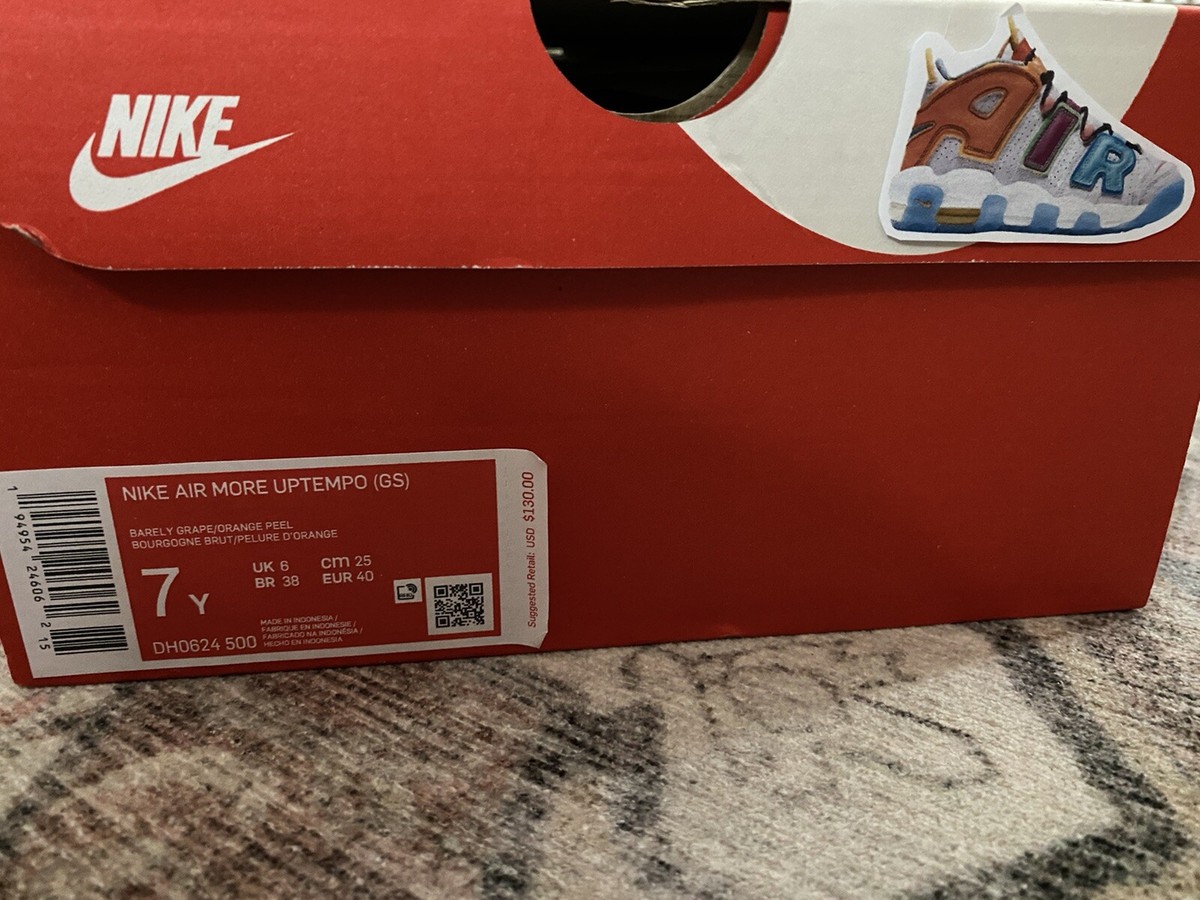 NIKE
AIR
NIKE AIR MORE UPTEMPO (GS)
BARELY GRAPE/ORANGE PEEL
BOURGOGNE BRUT/PELURE D'ORANGE
7 Y
UK 6 cm 25
BR 38 EUR 40
DH0624 500
MADE IN INDONESIA /
FABRIQUE EN INDONESIE /
FABRICADO NA INDONÉSIA /
HECHO EN INDONESIA
Suggested Retail: USD $130.00
1 94954 24606 2 15